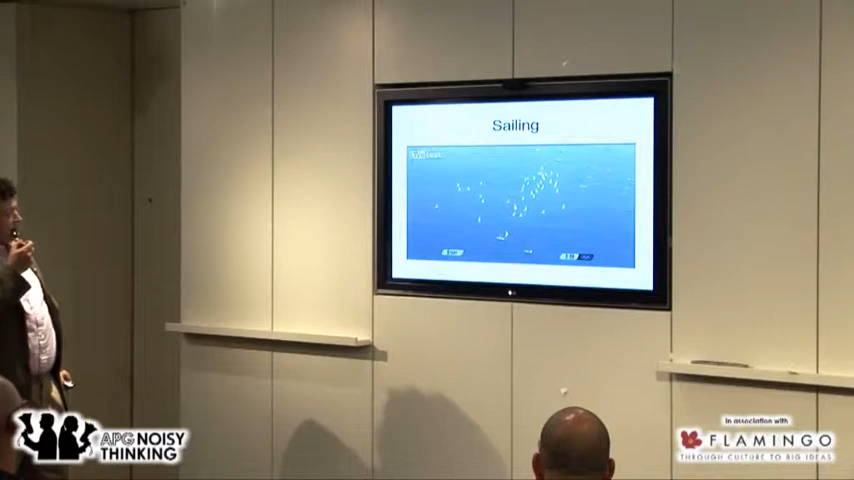 Sailing
In association with
FLAMINGO
THROUGH CULTURE TO BIG IDEAS
APG NOISY
THINKING